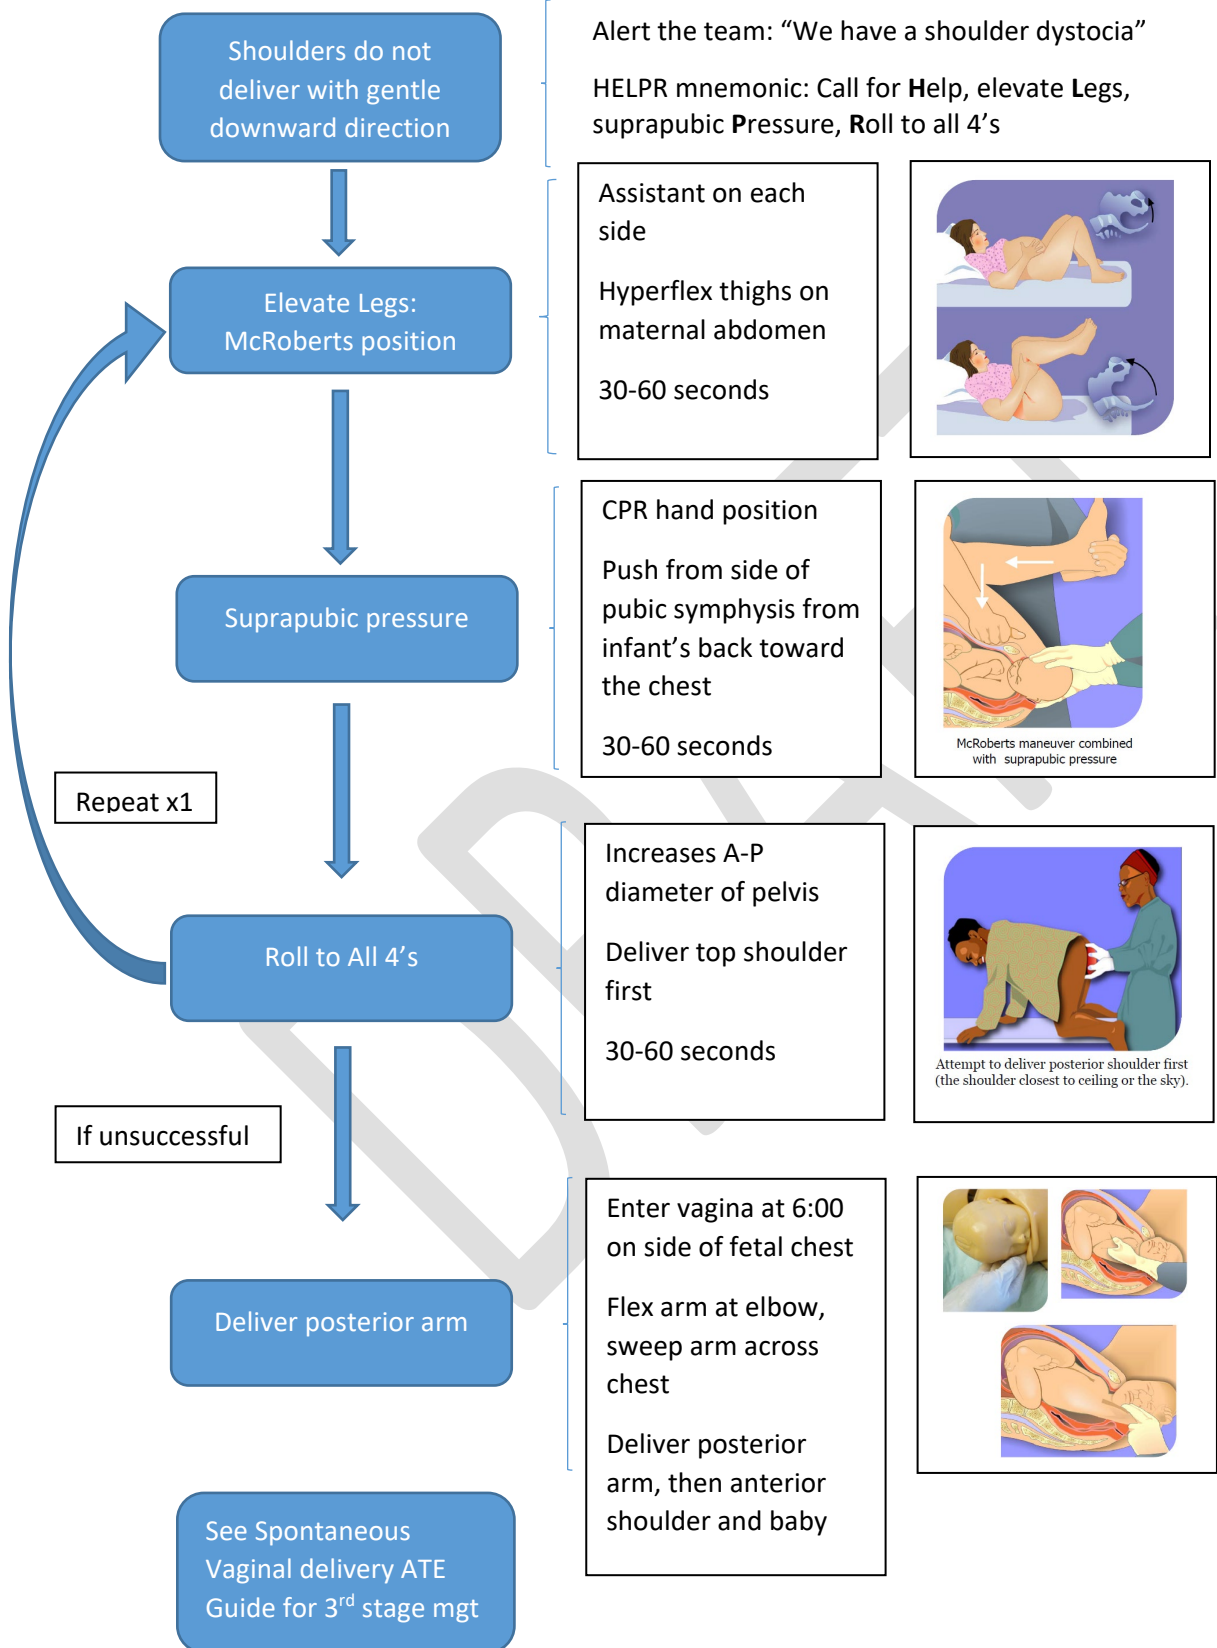 Shoulders do not
deliver with gentle
downward direction
Alert the team: “We have a shoulder dystocia”
HELPR mnemonic: Call for Help, elevate Legs,
suprapubic Pressure, Roll to all 4’s
Elevate Legs:
McRoberts position
Assistant on each
side
Hyperflex thighs on
maternal abdomen
30-60 seconds
Suprapubic pressure
CPR hand position
Push from side of
pubic symphysis from
infant’s back toward
the chest
30-60 seconds
McRoberts maneuver combined
with suprapubic pressure
Repeat x1
Roll to All 4’s
Increases A-P
diameter of pelvis
Deliver top shoulder
first
30-60 seconds
Attempt to deliver posterior shoulder first
(the shoulder closest to ceiling or the sky).
If unsuccessful
Deliver posterior arm
Enter vagina at 6:00
on side of fetal chest
Flex arm at elbow,
sweep arm across
chest
Deliver posterior
arm, then anterior
shoulder and baby
See Spontaneous
Vaginal delivery ATE
Guide for 3rd stage mgt
DRAFT